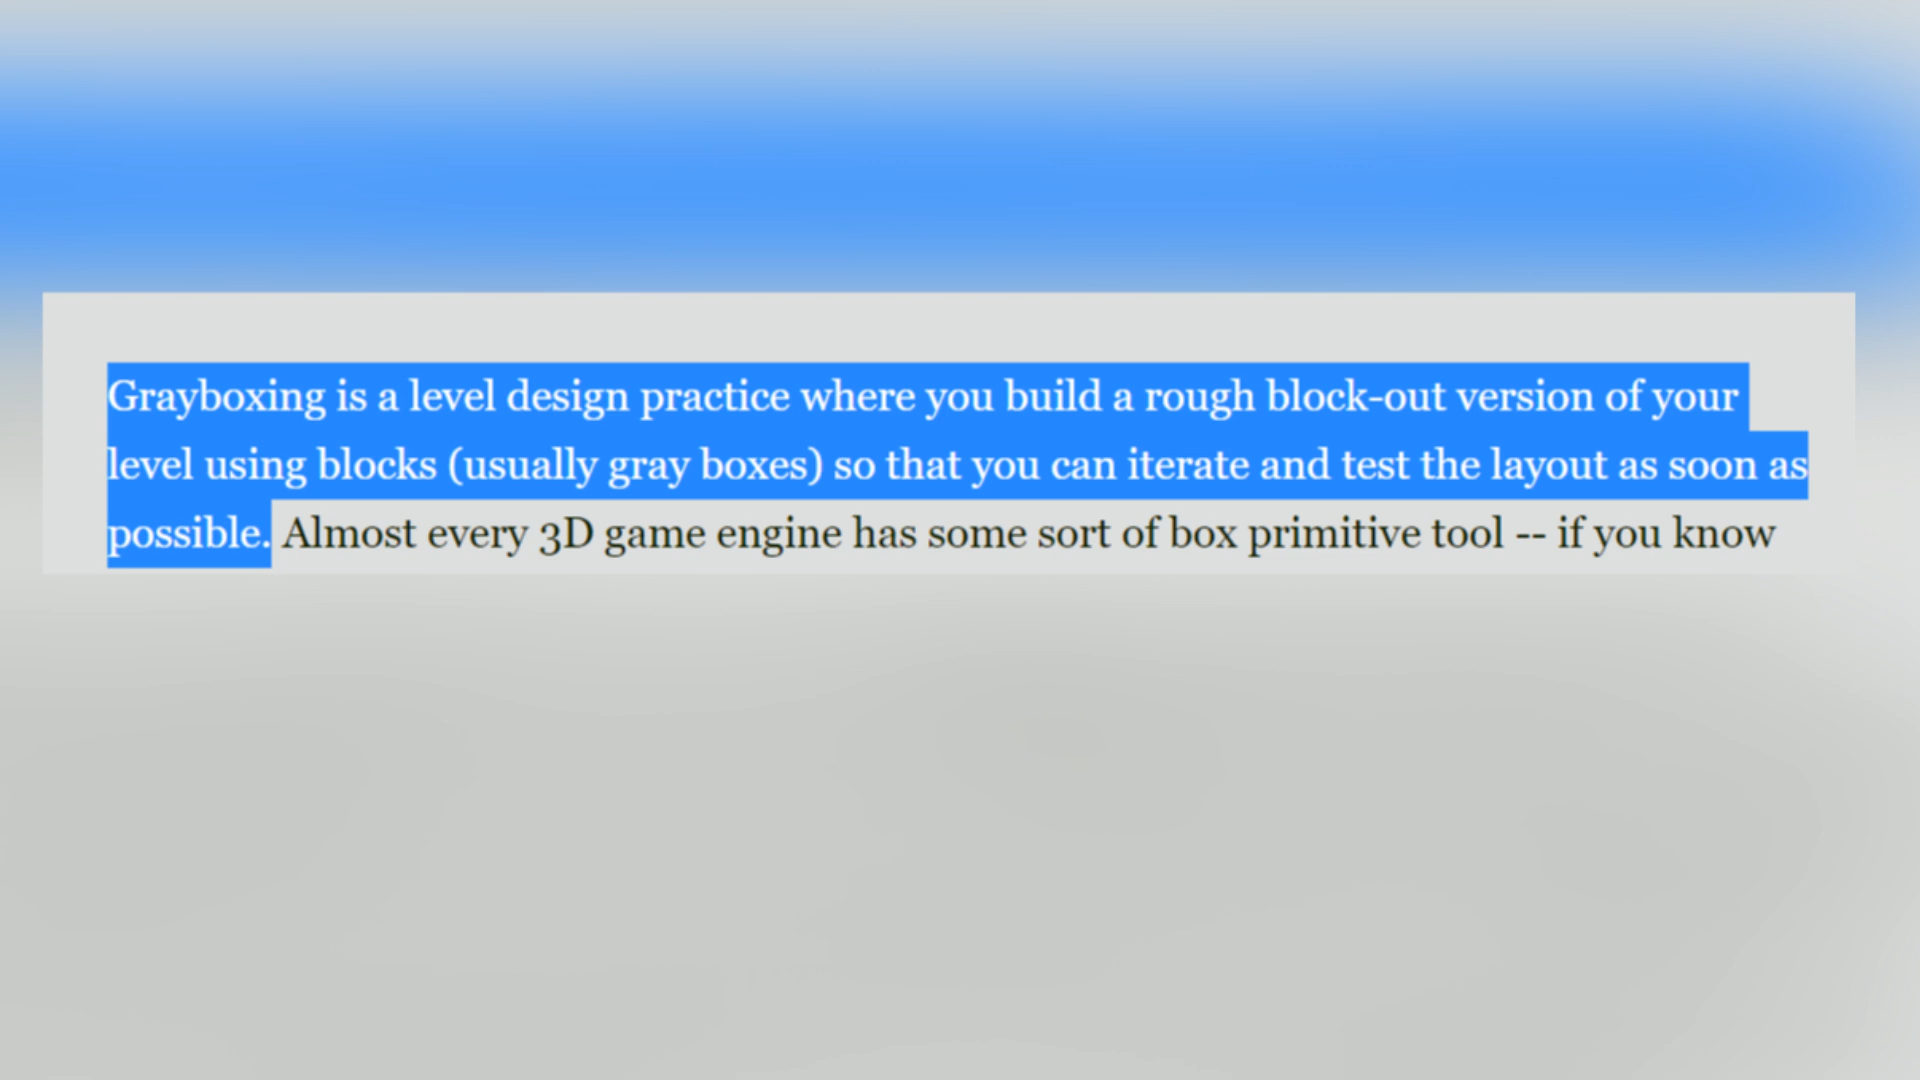 Grayboxing is a level design practice where you build a rough block-out version of your
level using blocks (usually gray boxes) so that you can iterate and test the layout as soon as
possible. Almost every 3D game engine has some sort of box primitive tool -- if you know